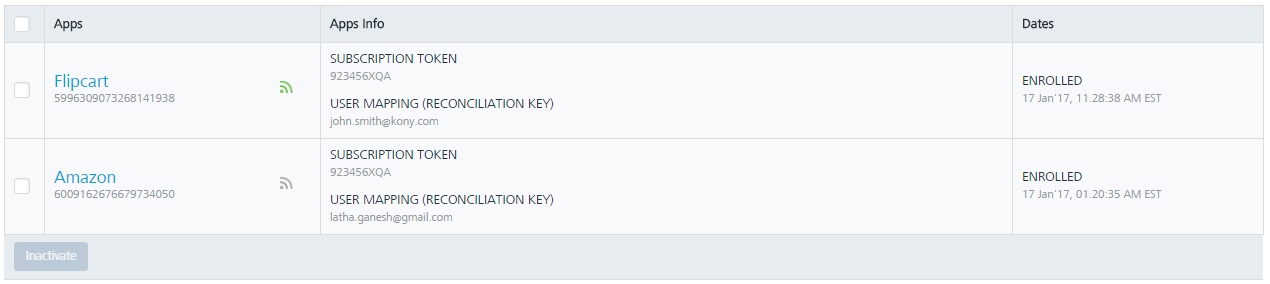 Apps
Apps Info
Dates
Flipcart
5996309073268141938
SUBSCRIPTION TOKEN
923456XQA
USER MAPPING (RECONCILIATION KEY)
john.smith@kony.com
ENROLLED
17 Jan'17, 11.28:38 AM EST
Amazon
6009162676679734050
SUBSCRIPTION TOKEN
923456XQA
USER MAPPING (RECONCILIATION KEY)
latha.ganesh@gmail.com
ENROLLED
17 Jan'17, 01.20:35 AM EST
Inactivate